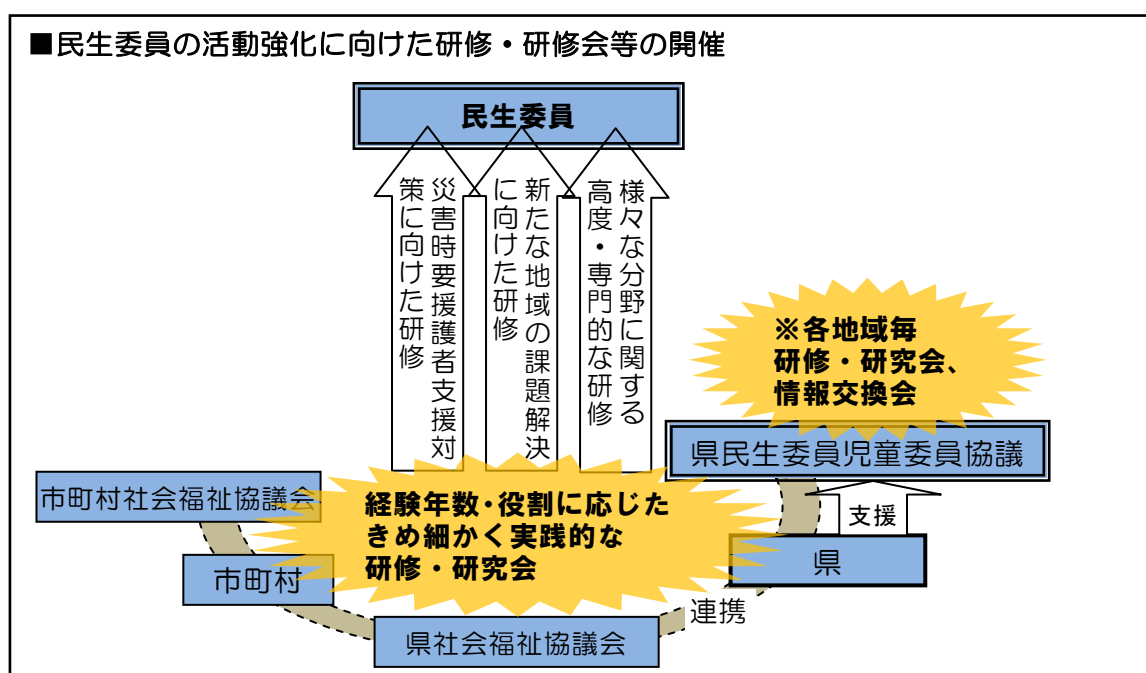 ■民生委員の活動強化に向けた研修・研修会等の開催
民生委員
災害時要援護者支援対
策に向けた研修
新たな地域の課題解決
に向けた研修
様々な分野に関する
高度・専門的な研修
※各地域毎
研修・研究会、
情報交換会
県民生委員児童委員協議
市町村社会福祉協議会
経験年数・役割に応じた
きめ細かく実践的な
研修・研究会
支援
県
市町村
連携
県社会福祉協議会